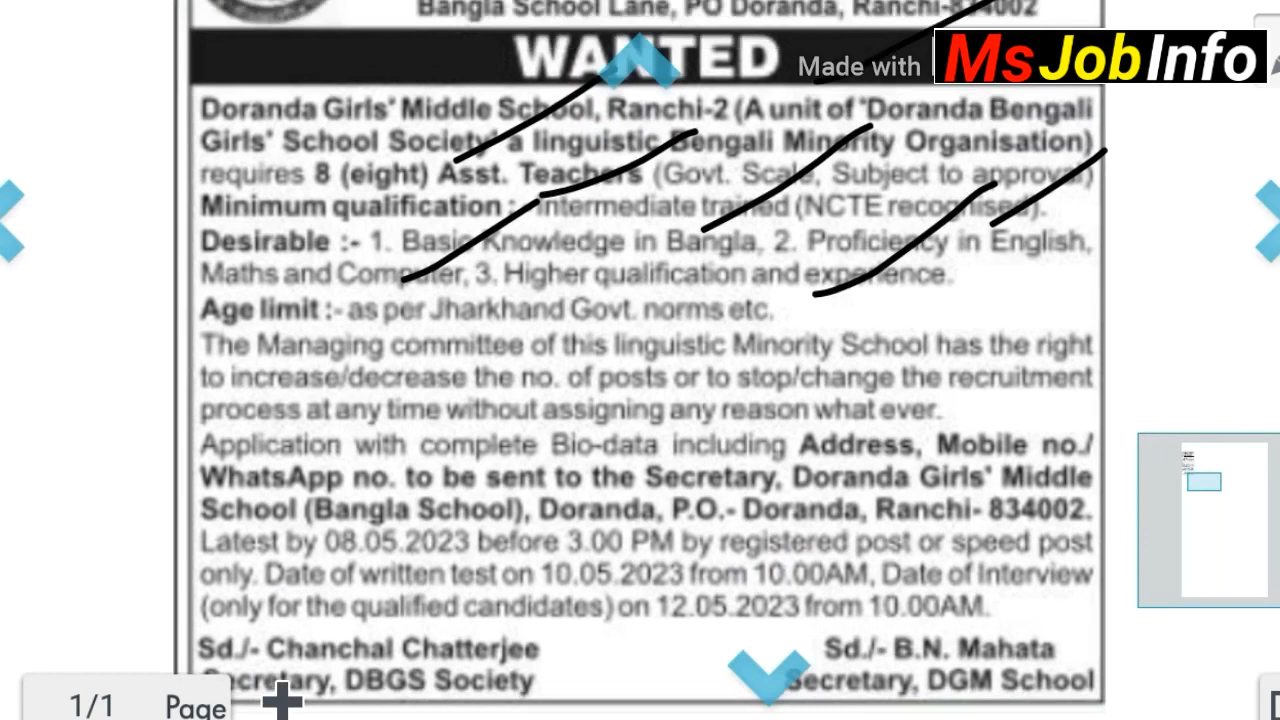 Bangla School Lane, PO Doranda, Ranchi-834002
WANTED
Made with MsJobInfo
Doranda Girls' Middle School, Ranchi-2 (A unit of 'Doranda Bengali
Girls' School Society' a linguistic Bengali Minority Organisation)
requires 8 (eight) Asst. Teachers (Govt. Scale, Subject to approval)
Minimum qualification :- Intermediate trained (NCTE recognised).
Desirable :- 1. Basic Knowledge in Bangla, 2. Proficiency in English,
Maths and Computer, 3. Higher qualification and experience.
Age limit :- as per Jharkhand Govt. norms etc.
The Managing committee of this linguistic Minority School has the right
to increase/decrease the no. of posts or to stop/change the recruitment
process at any time without assigning any reason what ever.
Application with complete Bio-data including Address, Mobile no./
WhatsApp no. to be sent to the Secretary, Doranda Girls' Middle
School (Bangla School), Doranda, P.O.- Doranda, Ranchi- 834002.
Latest by 08.05.2023 before 3.00 PM by registered post or speed post
only. Date of written test on 10.05.2023 from 10.00AM, Date of Interview
(only for the qualified candidates) on 12.05.2023 from 10.00AM.
Sd./- Chanchal Chatterjee Sd./- B.N. Mahata
Secretary, DBGS Society Secretary, DGM School
1/1 Page